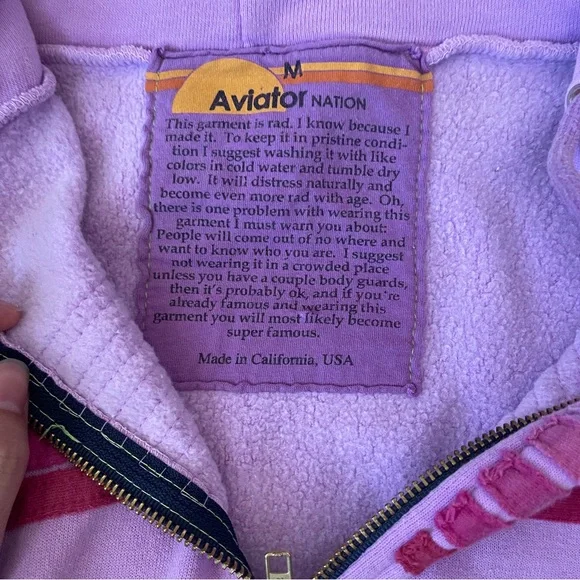 M
Aviator NATION
This garment is rad. I know because I
made it. To keep it in pristine condi-
tion I suggest washing it with like
colors in cold water and tumble dry
low. It will distress naturally and
become even more rad with age. Oh,
there is one problem with wearing this
garment I must warn you about:
People will come out of no where and
want to know who you are. I suggest
not wearing it in a crowded place
unless you have a couple body guards,
then it's probably ok, and if you're
already famous and wearing this
garment you will most likely become
super famous.
Made in California, USA